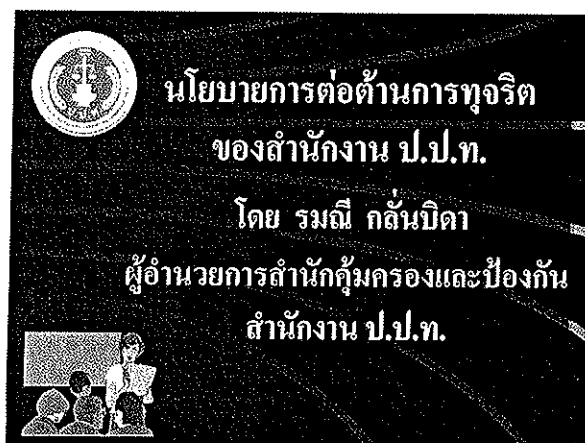 นโยบายการต่อต้านการทุจริต
ของสำนักงาน ป.ป.ท.
โดย รมณี กลั่นบิดา
ผู้อำนวยการสำนักคุ้มครองและป้องกัน
สำนักงาน ป.ป.ท.